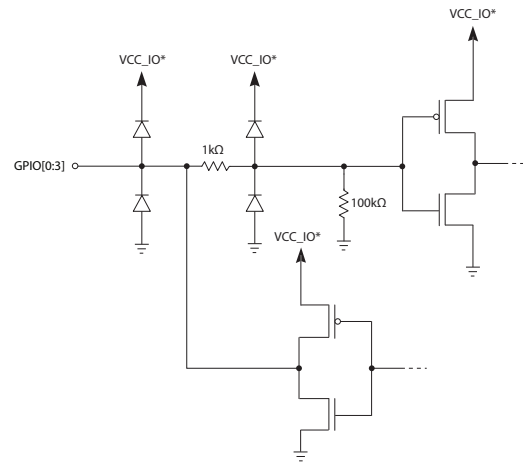 VCC_IO*
VCC_IO*
VCC_IO*
1kΩ
GPIO[0:3]
100kΩ
VCC_IO*